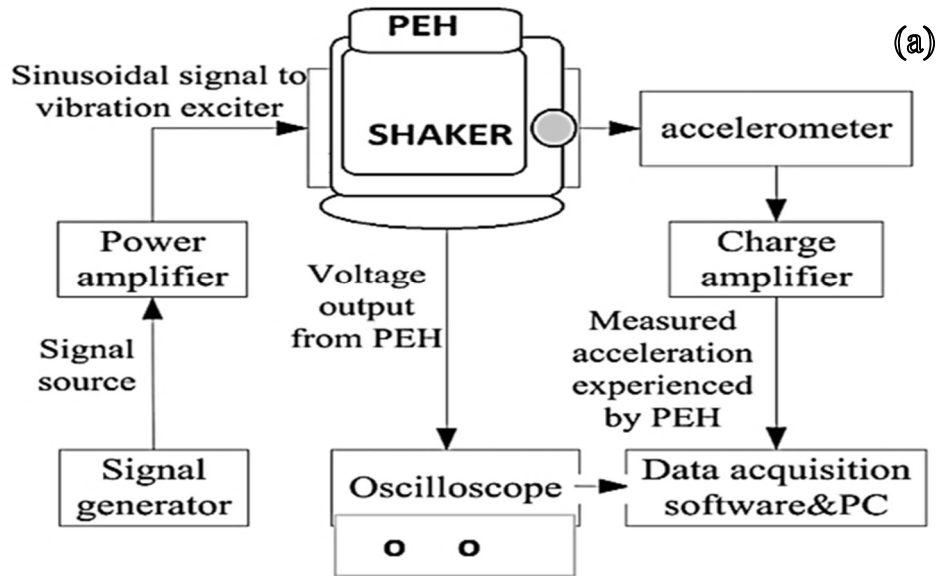 PEH
(a)
Sinusoidal signal to
vibration exciter
SHAKER
accelerometer
Power
amplifier
Voltage
output
from PEH
Charge
amplifier
Signal
source
Measured
acceleration
experienced
by PEH
Signal
generator
Oscilloscope
Data acquisition
software&PC
o o